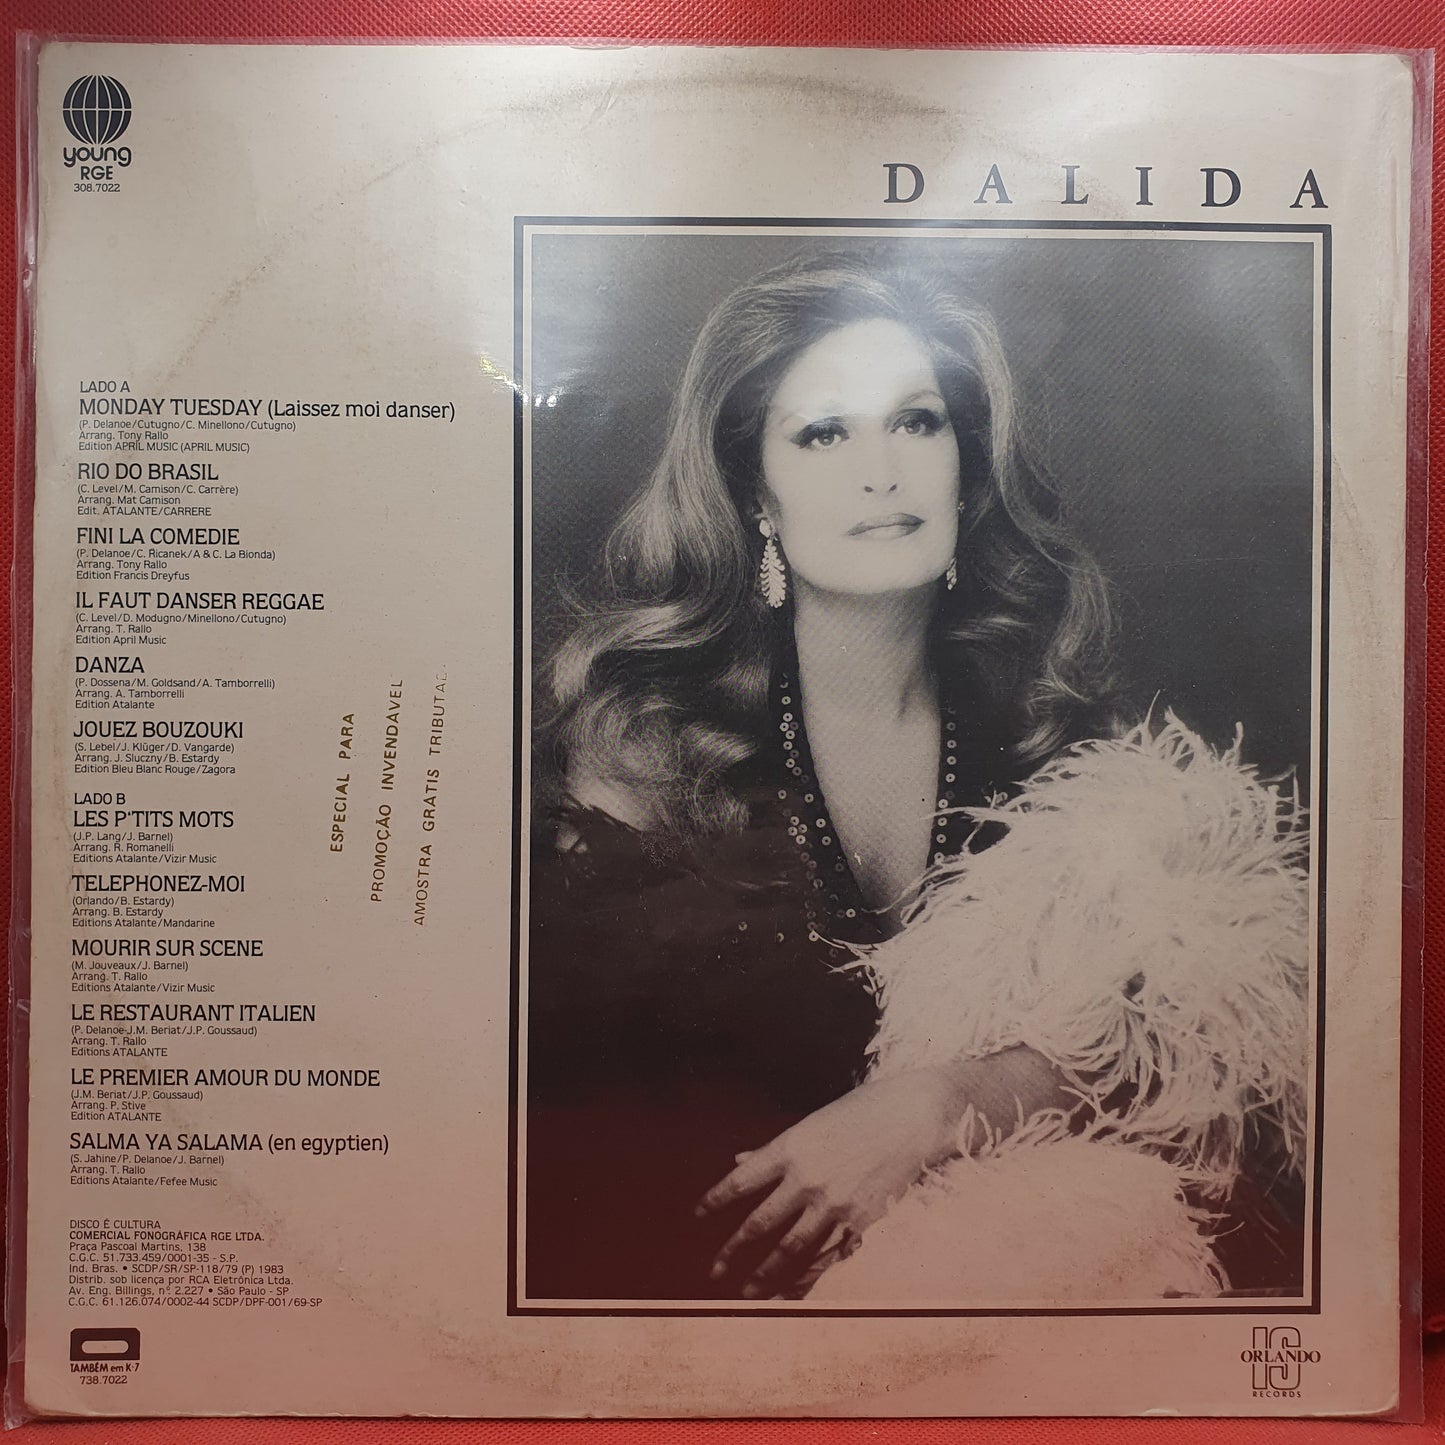 young
RGE
308.7022
DALIDA
LADO A
MONDAY TUESDAY (Laissez moi danser)
(P. Delanoe/Cutugno/C. Minellono/Cutugno)
Arrang. Tony Rallo
Edition APRIL MUSIC (APRIL MUSIC)
RIO DO BRASIL
(C. Level/M. Camison/C. Carrère)
Arrang. Mat Camison
Edit. ATALANTE/CARRERE
FINI LA COMEDIE
(P. Delanoe/C. Ricanek/A & C. La Bionda)
Arrang. Tony Rallo
Edition Francis Dreyfus
IL FAUT DANSER REGGAE
(C. Level/D. Modugno/Minellono/Cutugno)
Arrang. T. Rallo
Edition April Music
DANZA
(P. Dossena/M. Goldsand/A. Tamborrelli)
Arrang. A. Tamborrelli
Edition Atalante
JOUEZ BOUZOUKI
(S. Lebel/J. Klüger/D. Vangarde)
Arrang. J. Sluczny/B. Estardy
Edition Bleu Blanc Rouge/Zagora
LADO B
LES P'TITS MOTS
(J.P. Lang/J. Barnel)
Arrang. R. Romanelli
Editions Atalante/Vizir Music
TELEPHONEZ-MOI
(Orlando/B. Estardy)
Arrang. B. Estardy
Editions Atalante/Mandarine
MOURIR SUR SCENE
(M. Jouveaux/J. Barnel)
Arrang. T. Rallo
Editions Atalante/Vizir Music
LE RESTAURANT ITALIEN
(P. Delanoe-J.M. Beriat/J.P. Goussaud)
Arrang. T. Rallo
Editions ATALANTE
LE PREMIER AMOUR DU MONDE
(J.M. Beriat/J.P. Goussaud)
Arrang. P. Stive
Edition ATALANTE
SALMA YA SALAMA (en egyptien)
(S. Jahine/P. Delanoe/J. Barnel)
Arrang. T. Rallo
Editions Atalante/Fefee Music
ESPECIAL PARA
PROMOÇÃO INVENDÁVEL
AMOSTRA GRÁTIS TRIBUTAD
DISCO É CULTURA
COMERCIAL FONOGRÁFICA RGE LTDA.
Praça Pascoal Martins, 138
C.G.C. 51.733.459/0001-35 - S.P.
Ind. Bras. • SCDP/SR/SP-118/79 (P) 1983
Distrib. sob licença por RCA Eletrônica Ltda.
Av. Eng. Billings, nº 2.227 • São Paulo - SP
C.G.C. 61.126.074/0002-44 SCDP/DPF-001/69-SP
TAMBÉM em K-7
738.7022
IS
ORLANDO
RECORDS